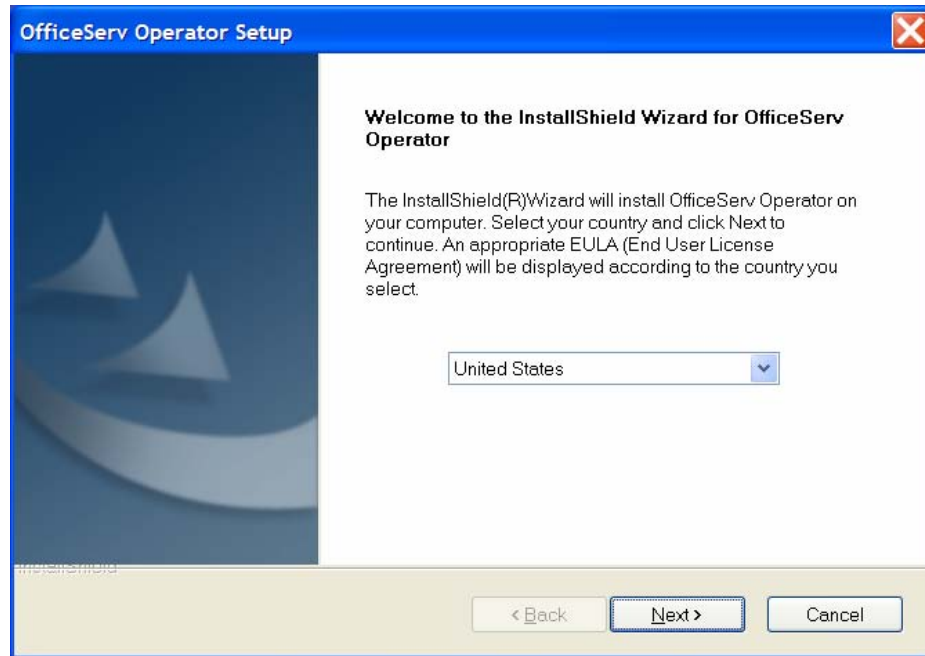 OfficeServ Operator Setup
Welcome to the InstallShield Wizard for OfficeServ
Operator
The InstallShield(R)Wizard will install OfficeServ Operator on
your computer. Select your country and click Next to
continue. An appropriate EULA (End User License
Agreement) will be displayed according to the country you
select.
United States
InstallShield
< Back
Next >
Cancel